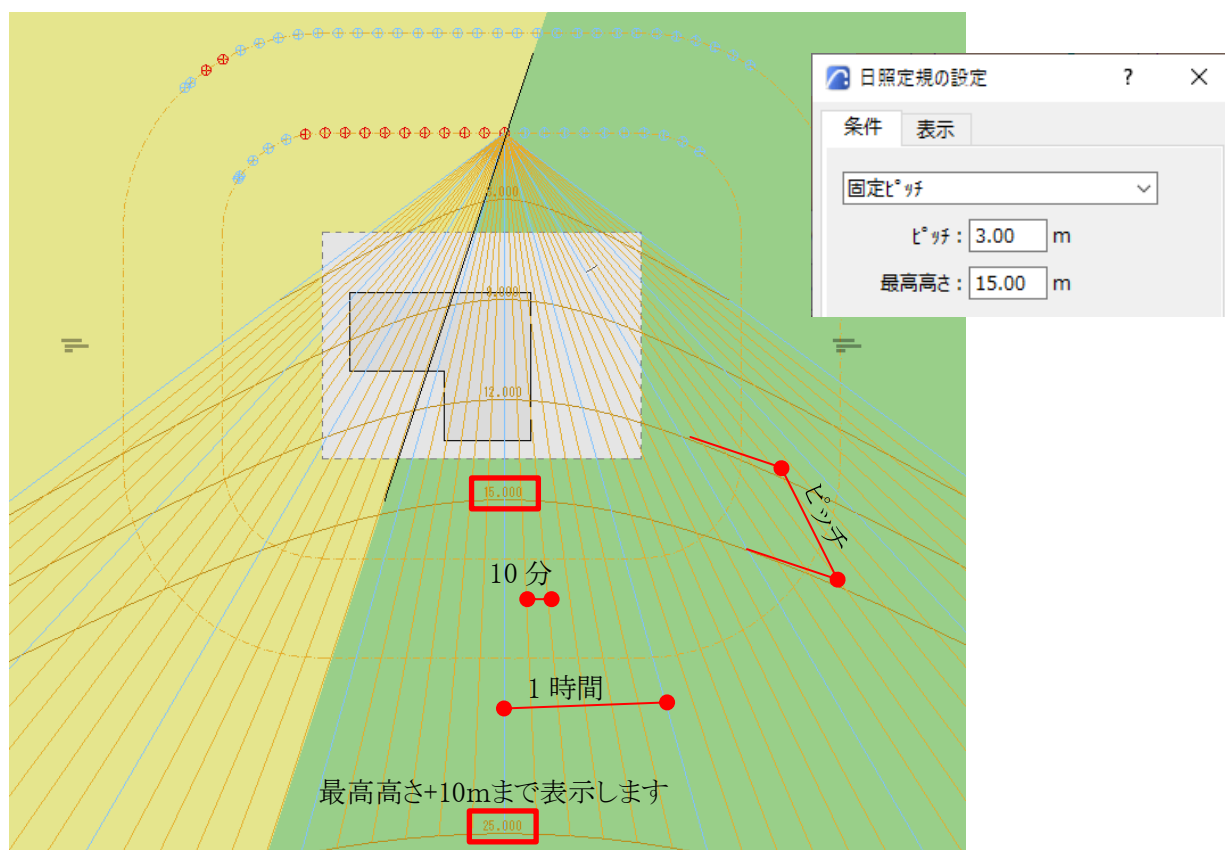 日照定規の設定
?
×
条件
表示
固定ﾋﾟｯﾁ
ﾋﾟｯﾁ : 3.00 m
最高高さ : 15.00 m
6.000
9.000
12.000
15.000
ピッチ
10 分
1 時間
最高高さ+10mまで表示します
25.000